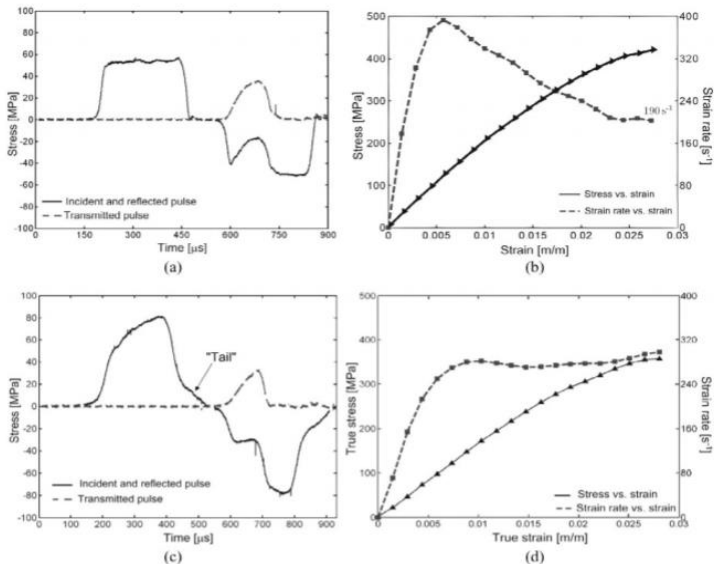 100
80
60
40
20
0
-20
-40
-60
-80
-100
Stress [MPa]
Incident and reflected pulse
Transmitted pulse
0 150 300 450 600 750 900
Time [μs]
(a)
500
400
300
200
100
0
Stress [MPa]
400
320
240
160
80
0
Strain rate [s-1]
190 s-1
Stress vs. strain
Strain rate vs. strain
0 0.005 0.01 0.015 0.02 0.025 0.03
Strain [m/m]
(b)
100
80
60
40
20
0
-20
-40
-60
-80
-100
Stress [MPa]
"Tail"
Incident and reflected pulse
Transmitted pulse
0 100 200 300 400 500 600 700 800 900
Time [μs]
(c)
500
400
300
200
100
0
True stress [MPa]
400
320
240
160
80
0
Strain rate [s-1]
Stress vs. strain
Strain rate vs. strain
0 0.005 0.01 0.015 0.02 0.025 0.03
True strain [m/m]
(d)